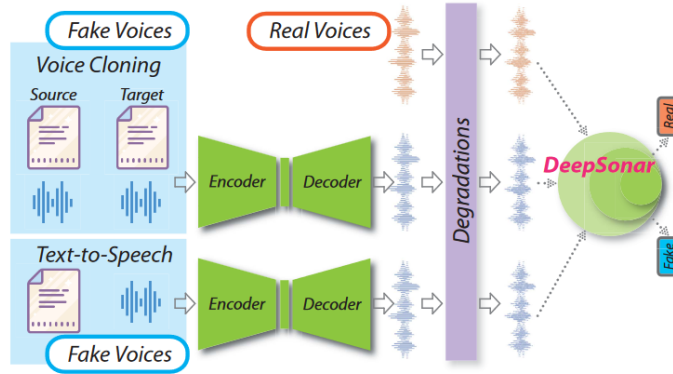 Fake Voices
Real Voices
Voice Cloning
Source
Target
Encoder
Decoder
Degradations
DeepSonar
Real
Fake
Text-to-Speech
Encoder
Decoder
Fake Voices